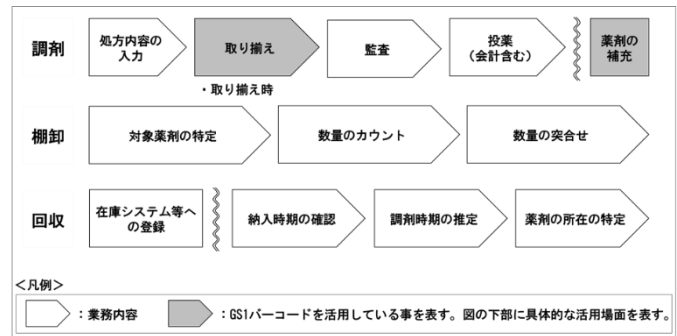 調剤
処方内容の
入力
取り揃え
監査
投薬
(会計含む)
薬剤の
補充
・取り揃え時
棚卸
対象薬剤の特定
数量のカウント
数量の突合せ
回収
在庫システム等へ
の登録
納入時期の確認
調剤時期の推定
薬剤の所在の特定
<凡例>
:業務内容
:GS1バーコードを活用している事を表す。図の下部に具体的な活用場面を表す。